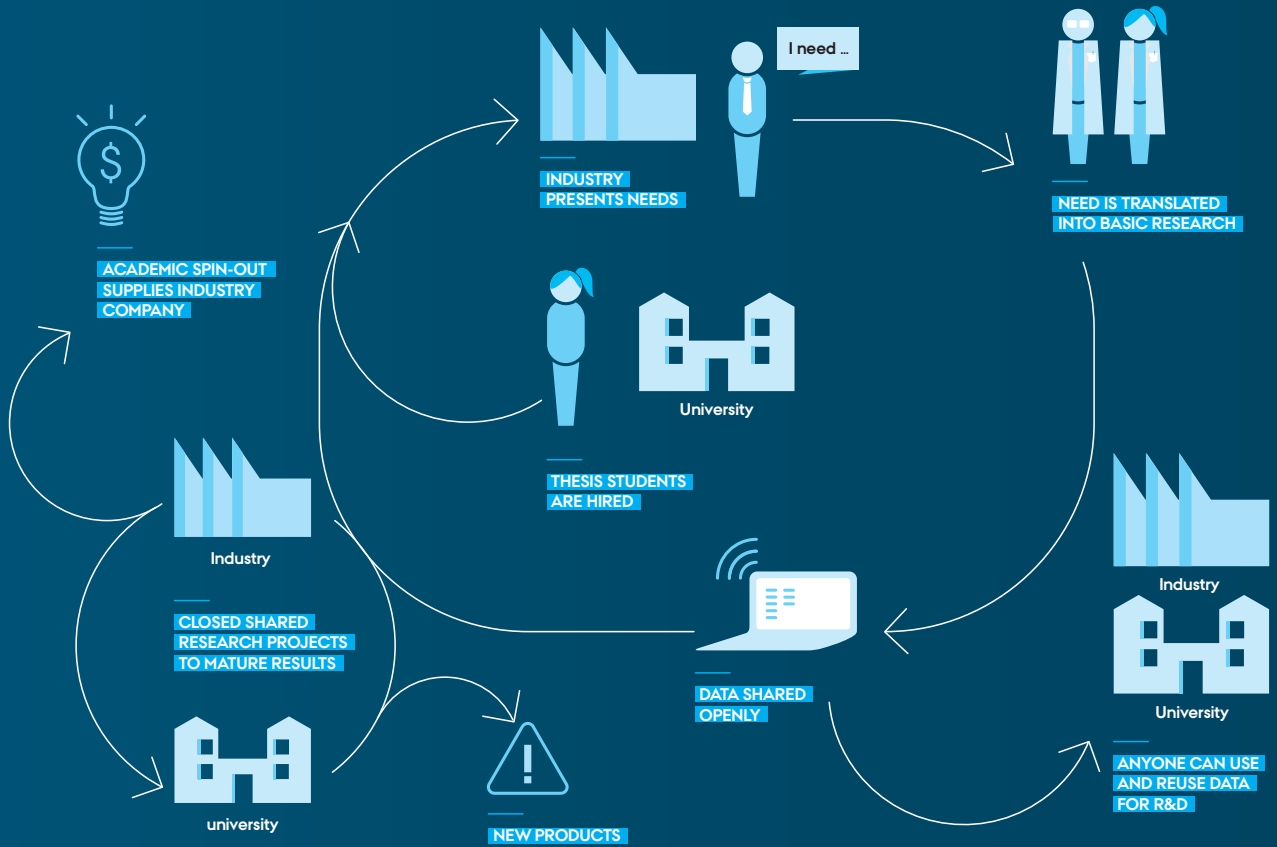 I need ...
INDUSTRY
PRESENTS NEEDS
NEED IS TRANSLATED
INTO BASIC RESEARCH
$
ACADEMIC SPIN-OUT
SUPPLIES INDUSTRY
COMPANY
University
THESIS STUDENTS
ARE HIRED
Industry
CLOSED SHARED
RESEARCH PROJECTS
TO MATURE RESULTS
university
!
NEW PRODUCTS
DATA SHARED
OPENLY
Industry
University
ANYONE CAN USE
AND REUSE DATA
FOR R&D